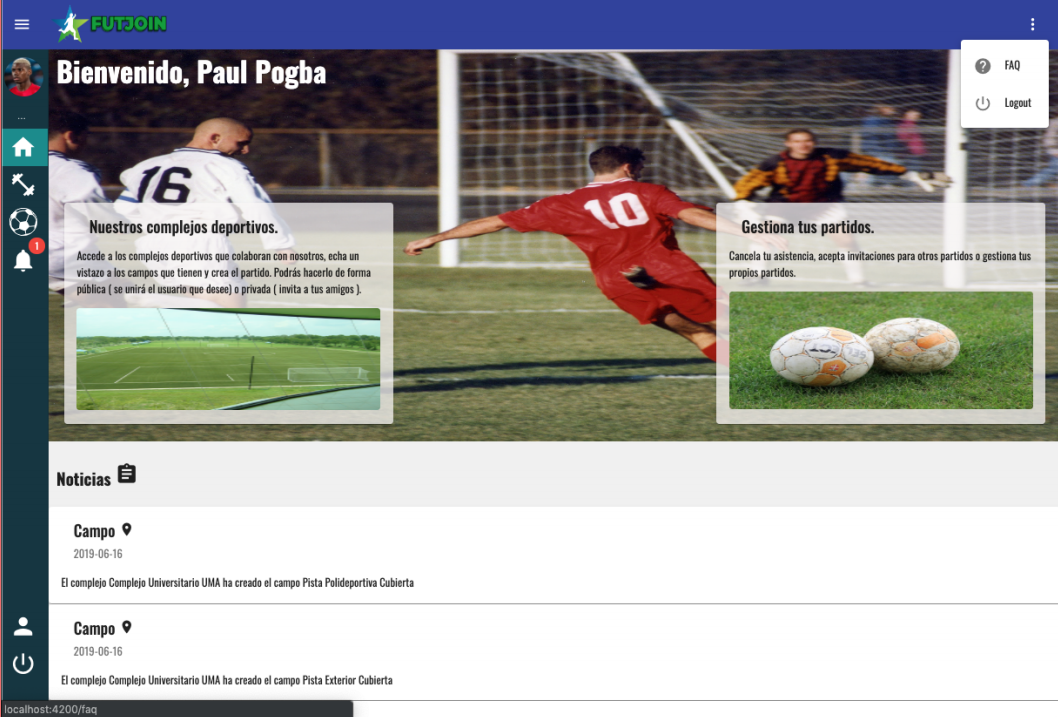 FUTJOIN
FAQ
Logout
Bienvenido, Paul Pogba
...
1
16
10
Nuestros complejos deportivos.
Accede a los complejos deportivos que colaboran con nosotros, echa un
vistazo a los campos que tienen y crea el partido. Podrás hacerlo de forma
pública ( se unirá el usuario que desee) o privada ( invita a tus amigos ).
Gestiona tus partidos.
Cancela tu asistencia, acepta invitaciones para otros partidos o gestiona tus
propios partidos.
Noticias
Campo
2019-06-16
El complejo Complejo Universitario UMA ha creado el campo Pista Polideportiva Cubierta
Campo
2019-06-16
El complejo Complejo Universitario UMA ha creado el campo Pista Exterior Cubierta
localhost:4200/faq